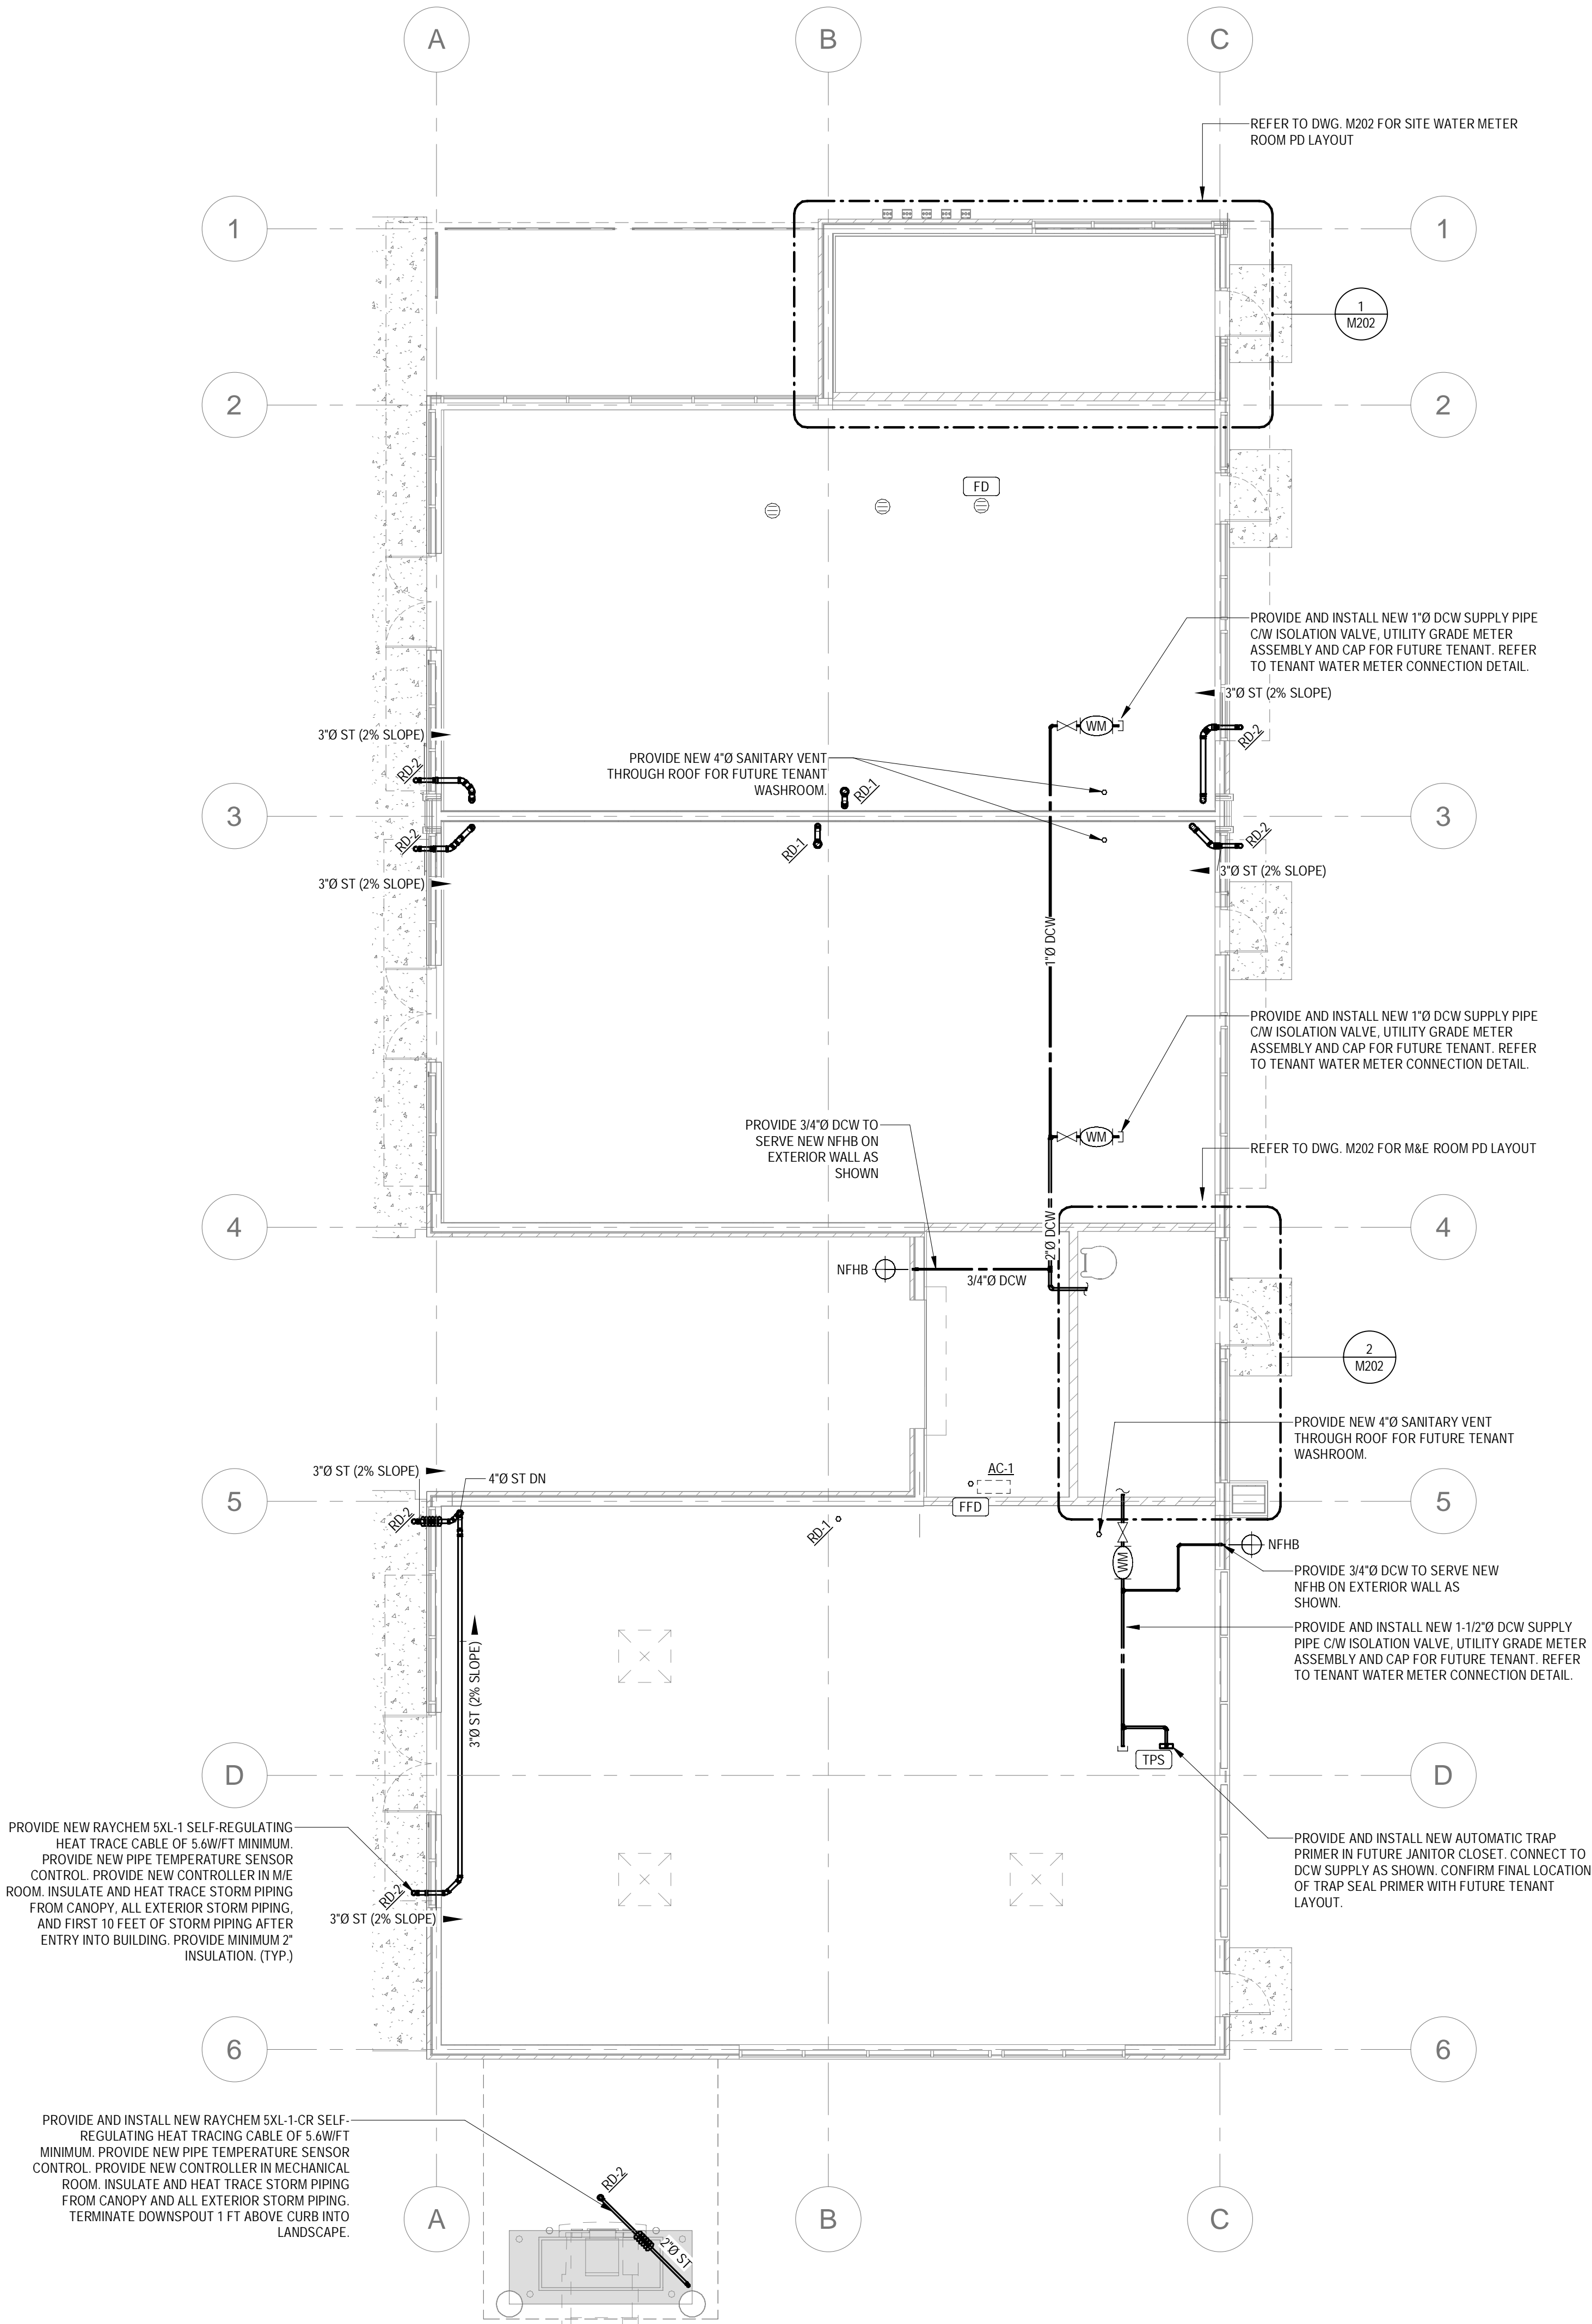 A
B
C
REFER TO DWG. M202 FOR SITE WATER METER
ROOM PD LAYOUT
1
1
1
M202
2
2
FD
PROVIDE AND INSTALL NEW 1"Ø DCW SUPPLY PIPE
C/W ISOLATION VALVE, UTILITY GRADE METER
ASSEMBLY AND CAP FOR FUTURE TENANT. REFER
TO TENANT WATER METER CONNECTION DETAIL.
3"Ø ST (2% SLOPE)
WM
RD-2
3"Ø ST (2% SLOPE)
PROVIDE NEW 4"Ø SANITARY VENT
THROUGH ROOF FOR FUTURE TENANT
WASHROOM.
RD-2
RD-1
3
3
RD-2
RD-1
RD-2
3"Ø ST (2% SLOPE)
3"Ø ST (2% SLOPE)
1"Ø DCW
PROVIDE AND INSTALL NEW 1"Ø DCW SUPPLY PIPE
C/W ISOLATION VALVE, UTILITY GRADE METER
ASSEMBLY AND CAP FOR FUTURE TENANT. REFER
TO TENANT WATER METER CONNECTION DETAIL.
WM
PROVIDE 3/4"Ø DCW TO
SERVE NEW NFHB ON
EXTERIOR WALL AS
SHOWN
REFER TO DWG. M202 FOR M&E ROOM PD LAYOUT
4
4
2"Ø DCW
NFHB
3/4"Ø DCW
2
M202
PROVIDE NEW 4"Ø SANITARY VENT
THROUGH ROOF FOR FUTURE TENANT
WASHROOM.
3"Ø ST (2% SLOPE)
4"Ø ST DN
AC-1
5
5
FFD
RD-2
RD-1
WM
NFHB
PROVIDE 3/4"Ø DCW TO SERVE NEW
NFHB ON EXTERIOR WALL AS
SHOWN.
PROVIDE AND INSTALL NEW 1-1/2"Ø DCW SUPPLY
PIPE C/W ISOLATION VALVE, UTILITY GRADE METER
ASSEMBLY AND CAP FOR FUTURE TENANT. REFER
TO TENANT WATER METER CONNECTION DETAIL.
3"Ø ST (2% SLOPE)
TPS
D
D
PROVIDE NEW RAYCHEM 5XL-1 SELF-REGULATING
HEAT TRACE CABLE OF 5.6W/FT MINIMUM.
PROVIDE NEW PIPE TEMPERATURE SENSOR
CONTROL. PROVIDE NEW CONTROLLER IN M/E
ROOM. INSULATE AND HEAT TRACE STORM PIPING
FROM CANOPY, ALL EXTERIOR STORM PIPING,
AND FIRST 10 FEET OF STORM PIPING AFTER
ENTRY INTO BUILDING. PROVIDE MINIMUM 2"
INSULATION. (TYP.)
RD-2
3"Ø ST (2% SLOPE)
PROVIDE AND INSTALL NEW AUTOMATIC TRAP
PRIMER IN FUTURE JANITOR CLOSET. CONNECT TO
DCW SUPPLY AS SHOWN. CONFIRM FINAL LOCATION
OF TRAP SEAL PRIMER WITH FUTURE TENANT
LAYOUT.
6
6
PROVIDE AND INSTALL NEW RAYCHEM 5XL-1-CR SELF-
REGULATING HEAT TRACING CABLE OF 5.6W/FT
MINIMUM. PROVIDE NEW PIPE TEMPERATURE SENSOR
CONTROL. PROVIDE NEW CONTROLLER IN MECHANICAL
ROOM. INSULATE AND HEAT TRACE STORM PIPING
FROM CANOPY AND ALL EXTERIOR STORM PIPING.
TERMINATE DOWNSPOUT 1 FT ABOVE CURB INTO
LANDSCAPE.
RD-2
2"Ø ST
A
B
C